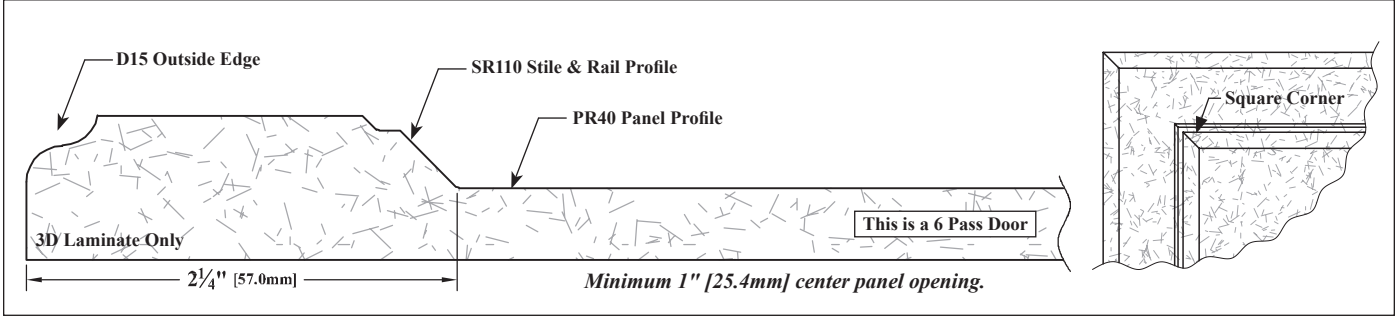 D15 Outside Edge
SR110 Stile & Rail Profile
PR40 Panel Profile
Square Corner
This is a 6 Pass Door
3D Laminate Only
2¼" [57.0mm]
Minimum 1" [25.4mm] center panel opening.